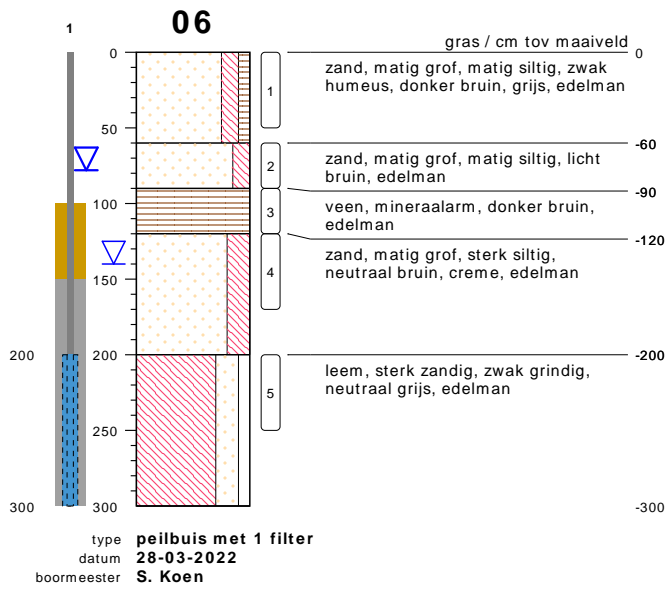 06
1
gras / cm tov maaiveld
0
0
zand, matig grof, matig siltig, zwak
humeus, donker bruin, grijs, edelman
1
50
-60
zand, matig grof, matig siltig, licht
bruin, edelman
2
-90
100
veen, mineraalarm, donker bruin,
edelman
3
-120
zand, matig grof, sterk siltig,
neutraal bruin, creme, edelman
4
150
200
200
-200
leem, sterk zandig, zwak grindig,
neutraal grijs, edelman
5
250
300
300
-300
type peilbuis met 1 filter
datum 28-03-2022
boormeester S. Koen